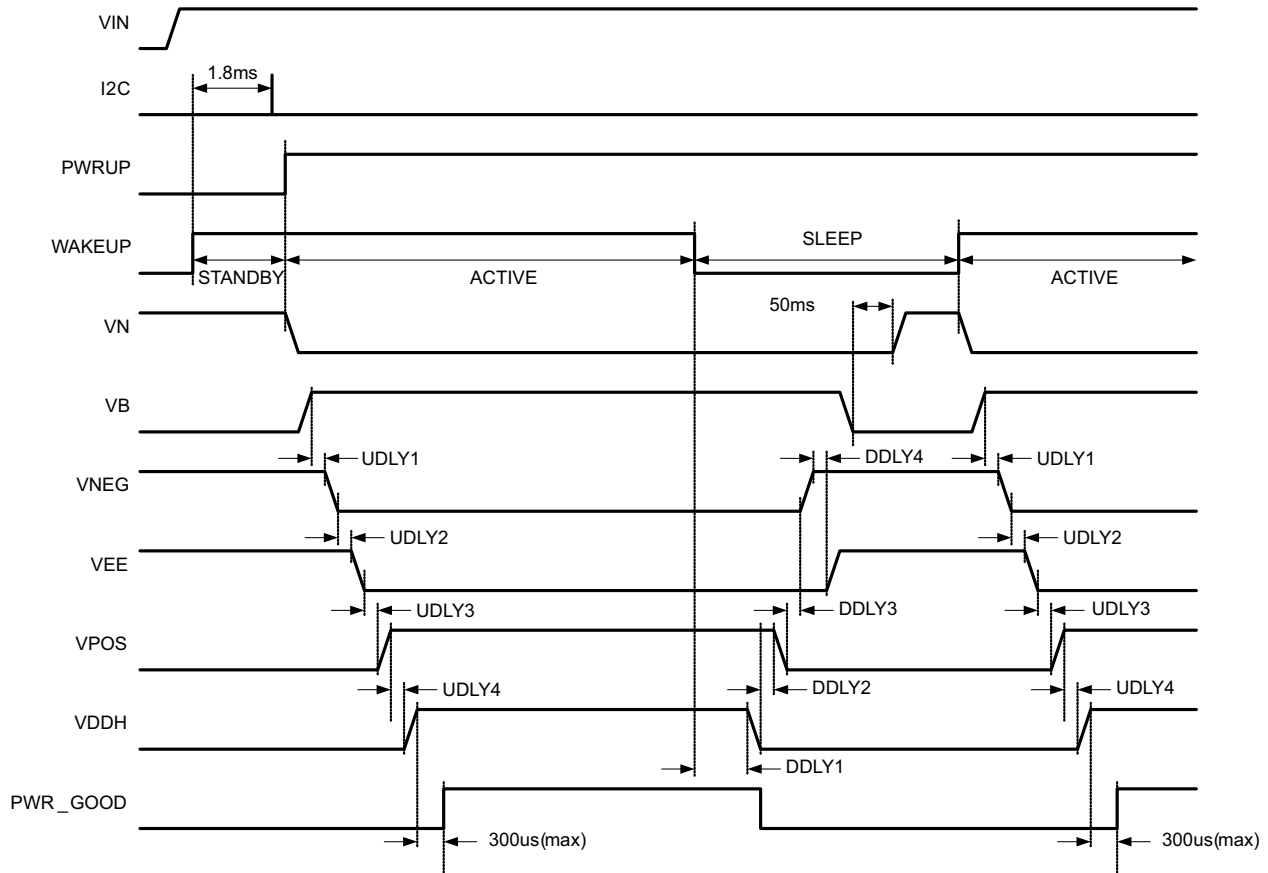 VIN
1.8ms
I2C
PWRUP
WAKEUP
SLEEP
STANDBY
ACTIVE
ACTIVE
50ms
VN
VB
UDLY1
DDLY4
UDLY1
VNEG
UDLY2
UDLY2
VEE
UDLY3
DDLY3
UDLY3
VPOS
UDLY4
DDLY2
UDLY4
VDDH
DDLY1
PWR_GOOD
300us(max)
300us(max)